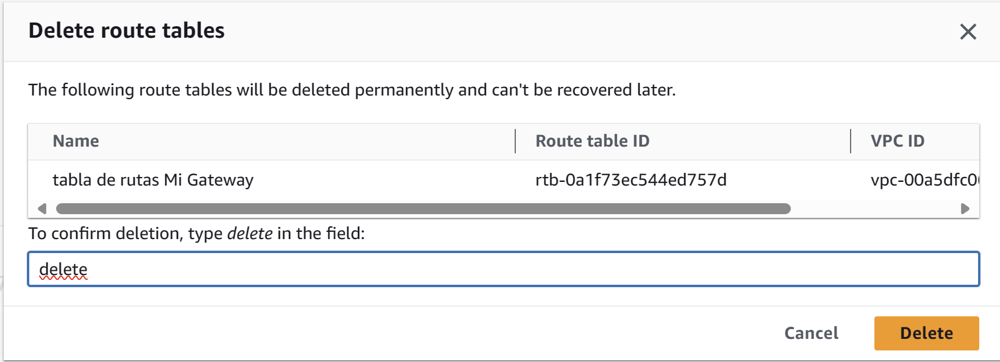 Delete route tables
The following route tables will be deleted permanently and can't be recovered later.
Name Route table ID VPC ID
tabla de rutas Mi Gateway rtb-0a1f73ec544ed757d vpc-00a5dfc0
To confirm deletion, type delete in the field:
delete
Cancel Delete